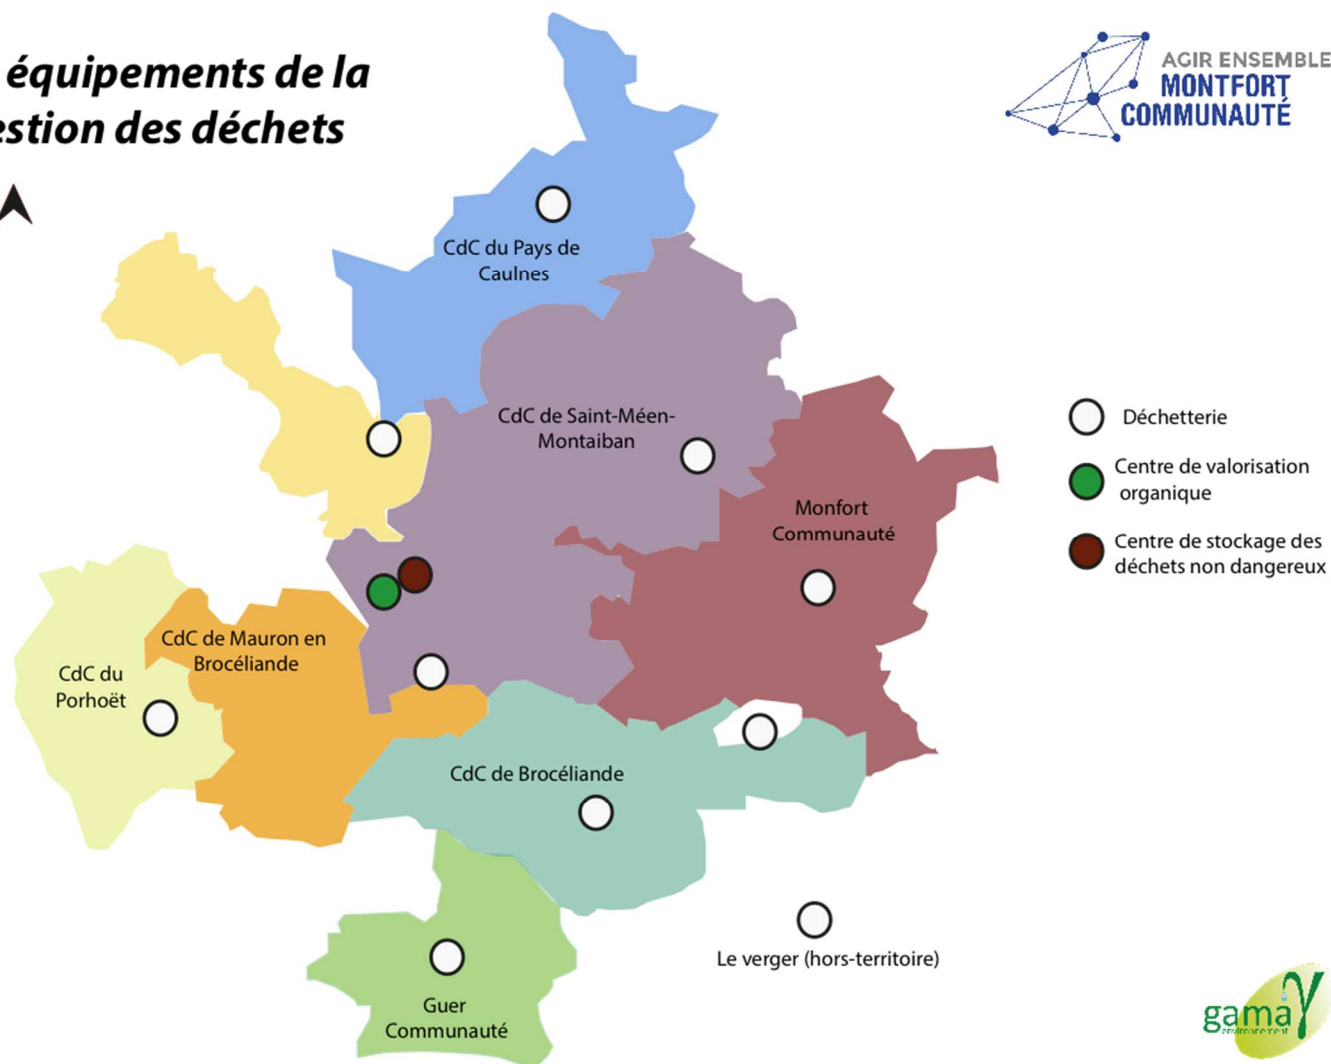 équipements de la
estion des déchets
AGIR ENSEMBLE
MONTFORT
COMMUNAUTÉ
CdC du Pays de
Caulnes
CdC de Saint-Méen-
Montaiban
Déchetterie
Centre de valorisation
organique
Monfort
Communauté
Centre de stockage des
déchets non dangereux
CdC de Mauron en
Brocéliande
CdC du
Porhoët
CdC de Brocéliande
Le verger (hors-territoire)
Guer
Communauté
gama
environnement